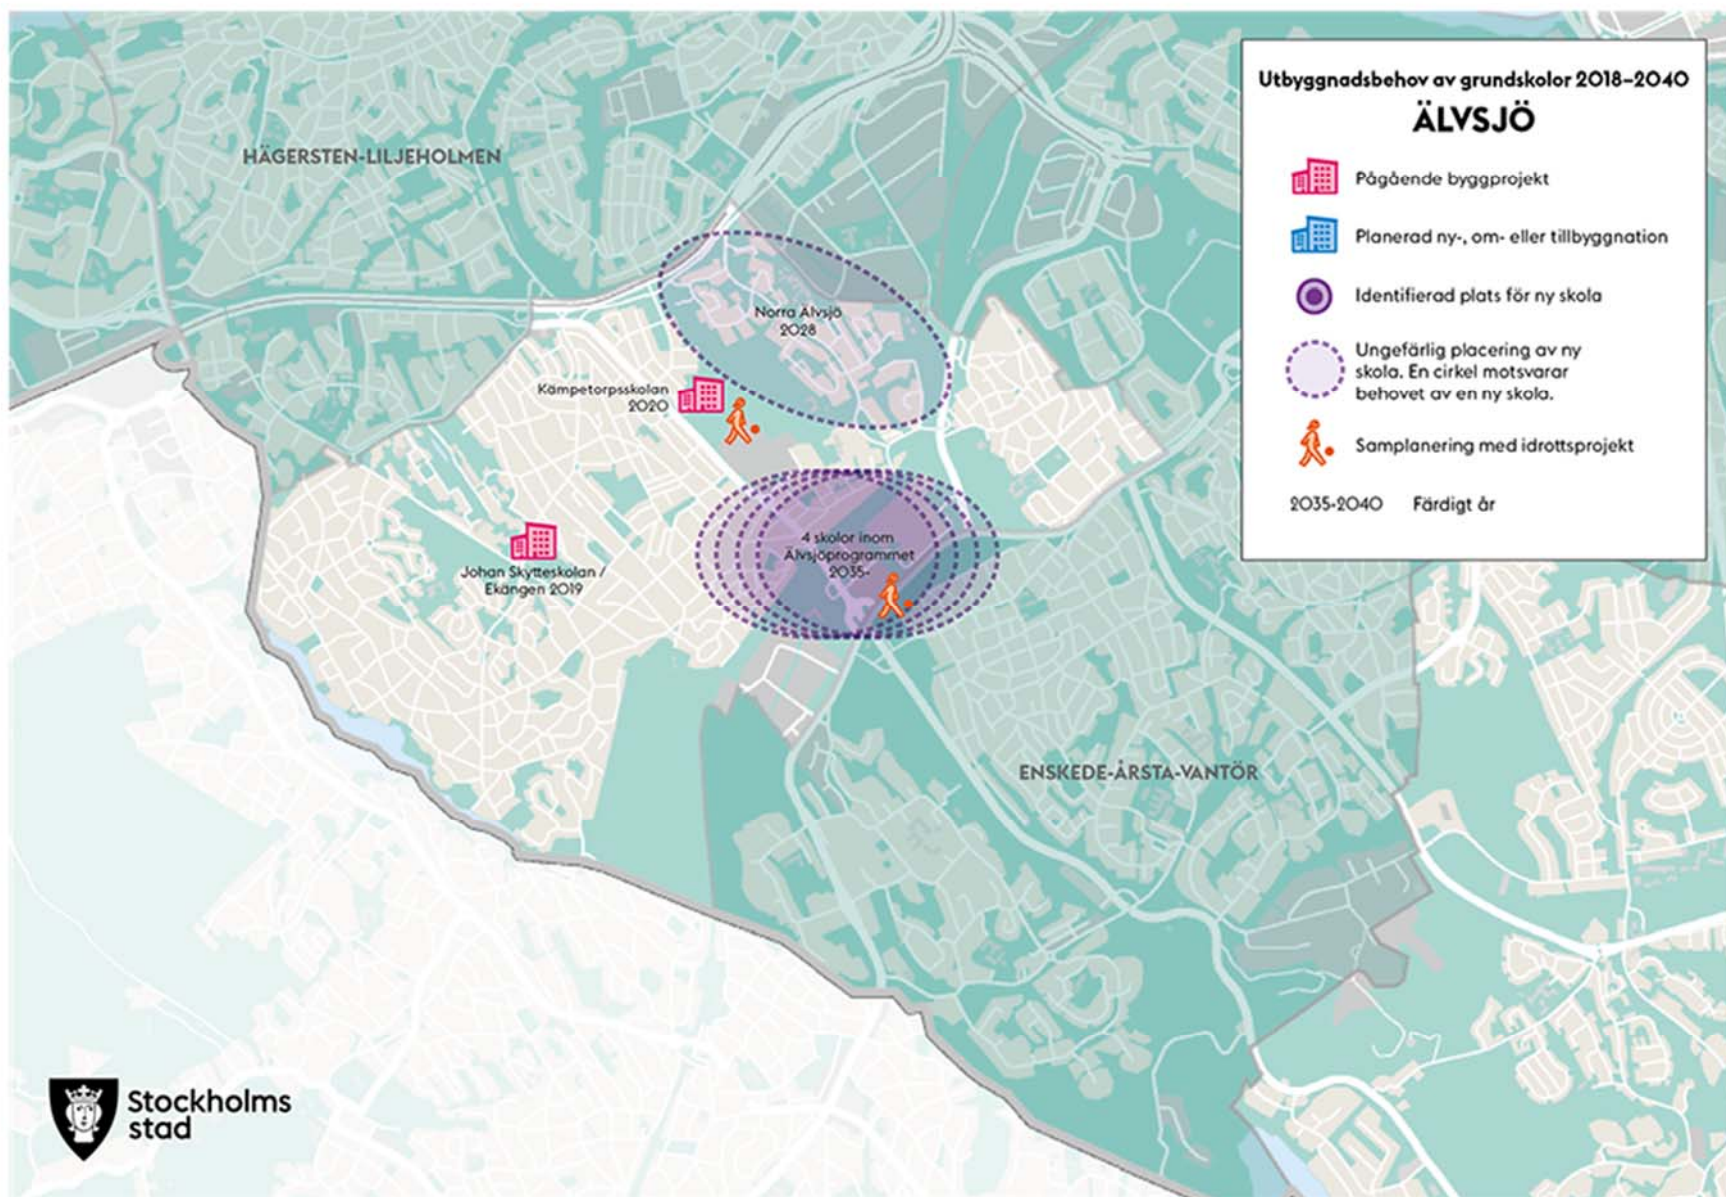 Utbyggnadsbehov av grundskolor 2018–2040
ÄLVSJÖ
Pågående byggprojekt
Planerad ny-, om- eller tillbyggnation
Identifierad plats för ny skola
Ungefärlig placering av ny
skola. En cirkel motsvarar
behovet av en ny skola.
Samplanering med idrottsprojekt
2035-2040 Färdigt år
HÄGERSTEN-LILJEHOLMEN
Norra Älvsjö
2028
Kämpetorpsskolan
2020
4 skolor inom
Älvsjöprogrammet
2035-
Johan Skytteskolan /
Ekängen 2019
ENSKEDE-ÅRSTA-VANTÖR
Stockholms
stad